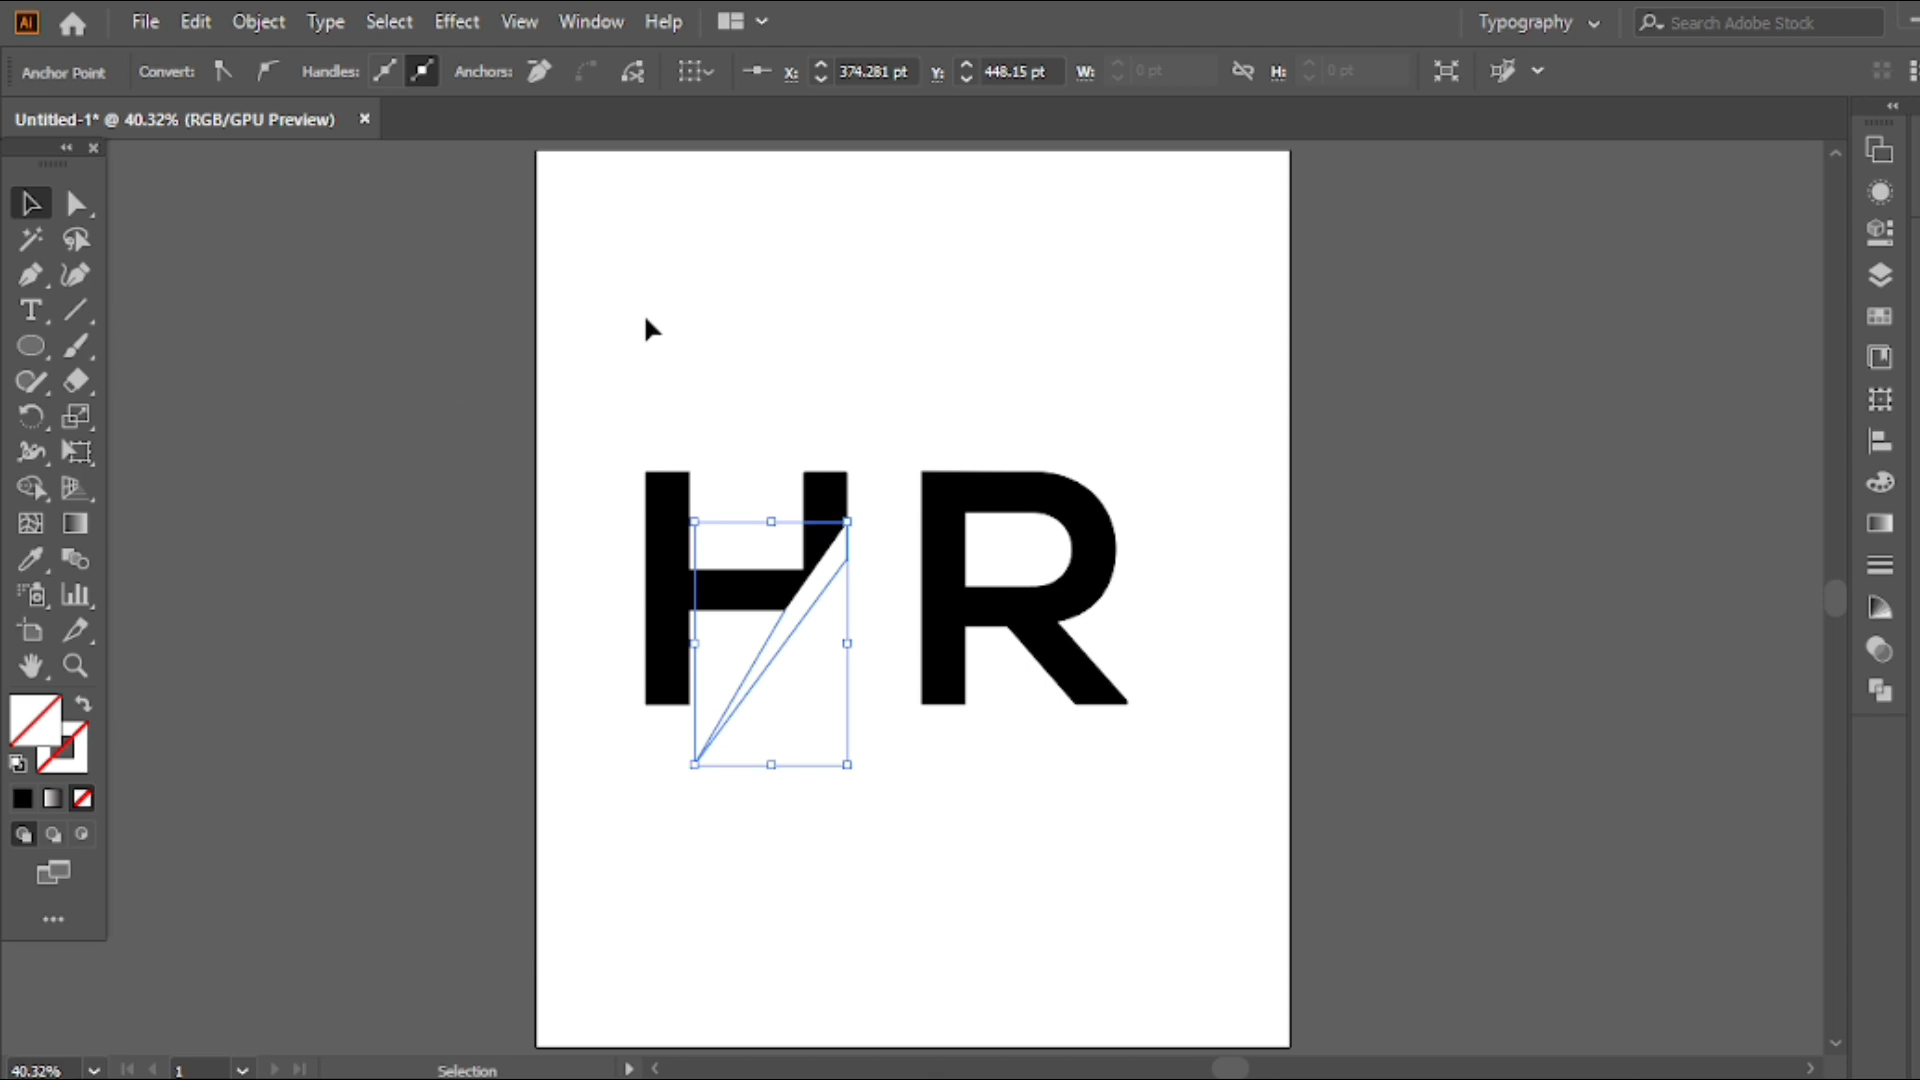 Ai File Edit Object Type Select Effect View Window Help Typography Search Adobe Stock
Anchor Point Convert: Handles: Anchors: X: 374.281 pt Y: 448.15 pt W: 0 pt H: 0 pt
Untitled-1* @ 40.32% (RGB/GPU Preview) ×
HR
40.32% 1 Selection